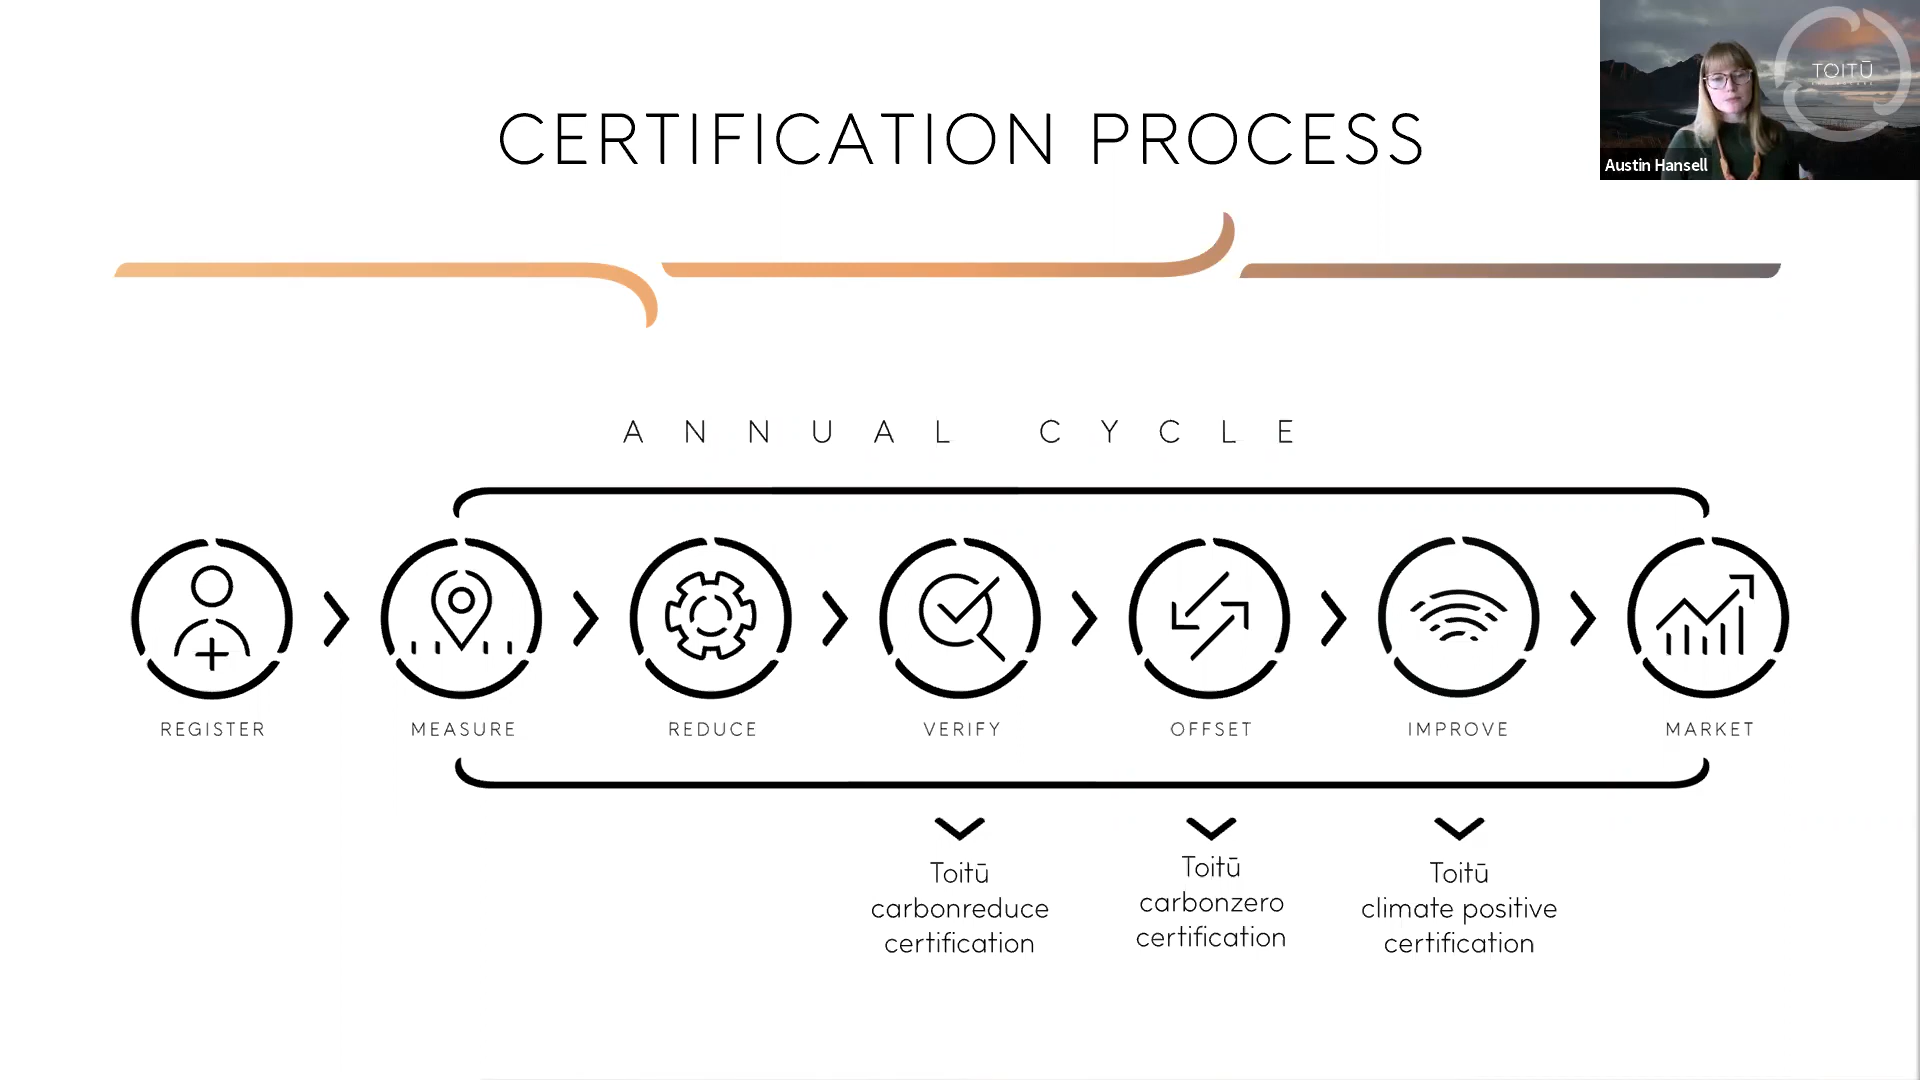 CERTIFICATION PROCESS
TOITŪ
Austin Hansell
ANNUAL CYCLE
REGISTER
MEASURE
REDUCE
VERIFY
OFFSET
IMPROVE
MARKET
Toitū
carbonreduce
certification
Toitū
carbonzero
certification
Toitū
climate positive
certification